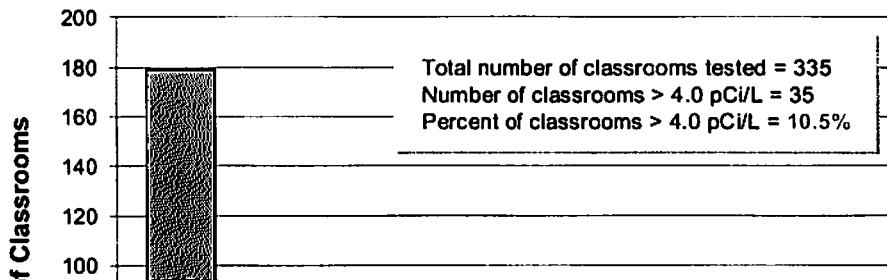 200
180
160
140
120
100
of Classrooms
Total number of classrooms tested = 335
Number of classrooms > 4.0 pCi/L = 35
Percent of classrooms > 4.0 pCi/L = 10.5%